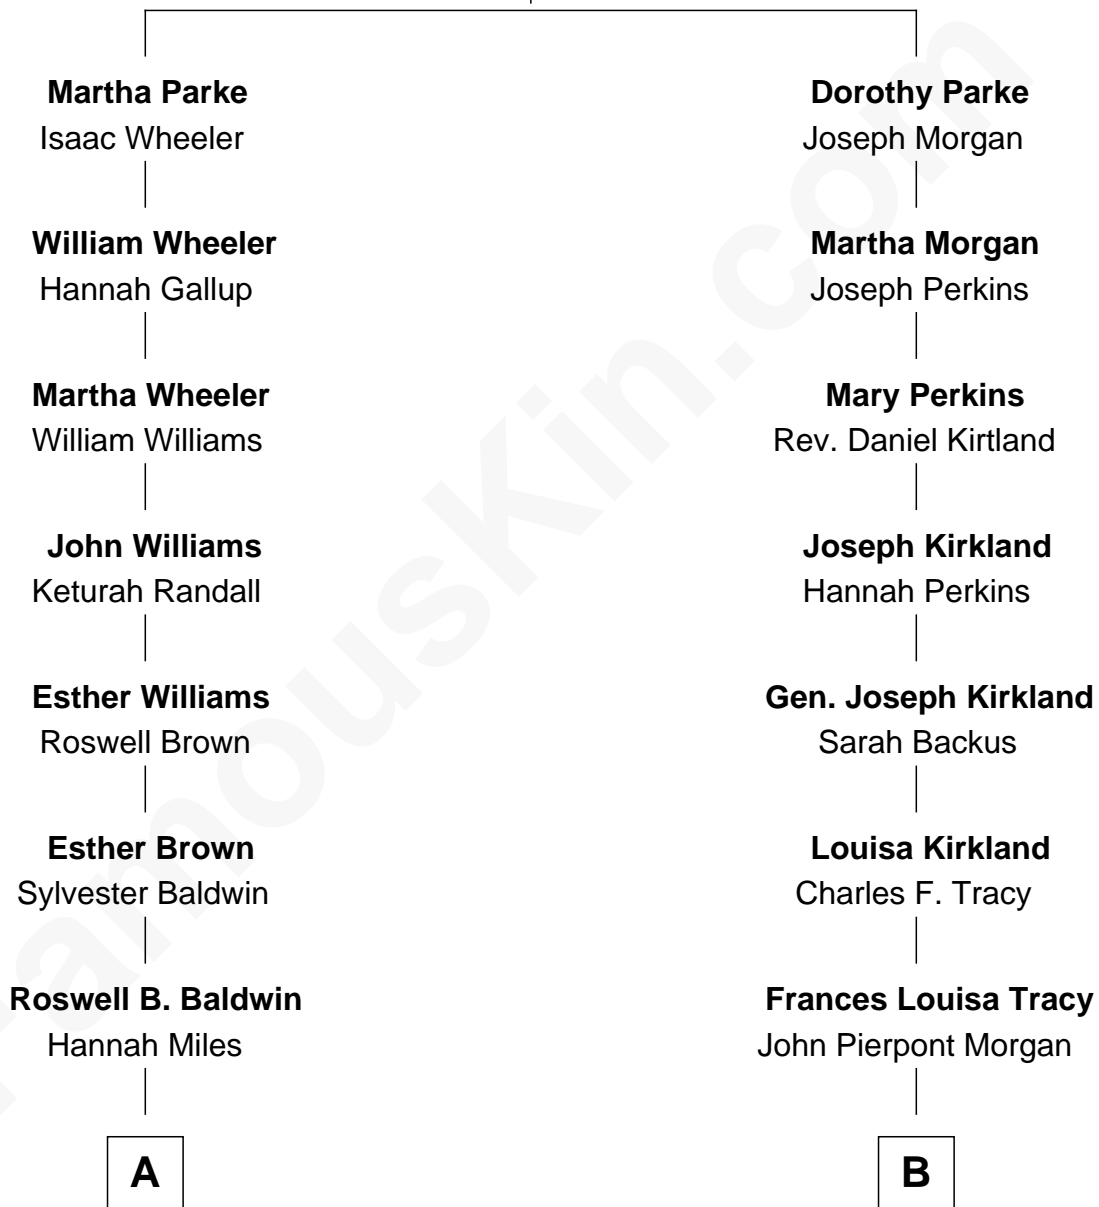 Martha Parke
Isaac Wheeler
William Wheeler
Hannah Gallup
Martha Wheeler
William Williams
John Williams
Keturah Randall
Esther Williams
Roswell Brown
Esther Brown
Sylvester Baldwin
Roswell B. Baldwin
Hannah Miles
A
Dorothy Parke
Joseph Morgan
Martha Morgan
Joseph Perkins
Mary Perkins
Rev. Daniel Kirtland
Joseph Kirkland
Hannah Perkins
Gen. Joseph Kirkland
Sarah Backus
Louisa Kirkland
Charles F. Tracy
Frances Louisa Tracy
John Pierpont Morgan
B
FamousKin.com